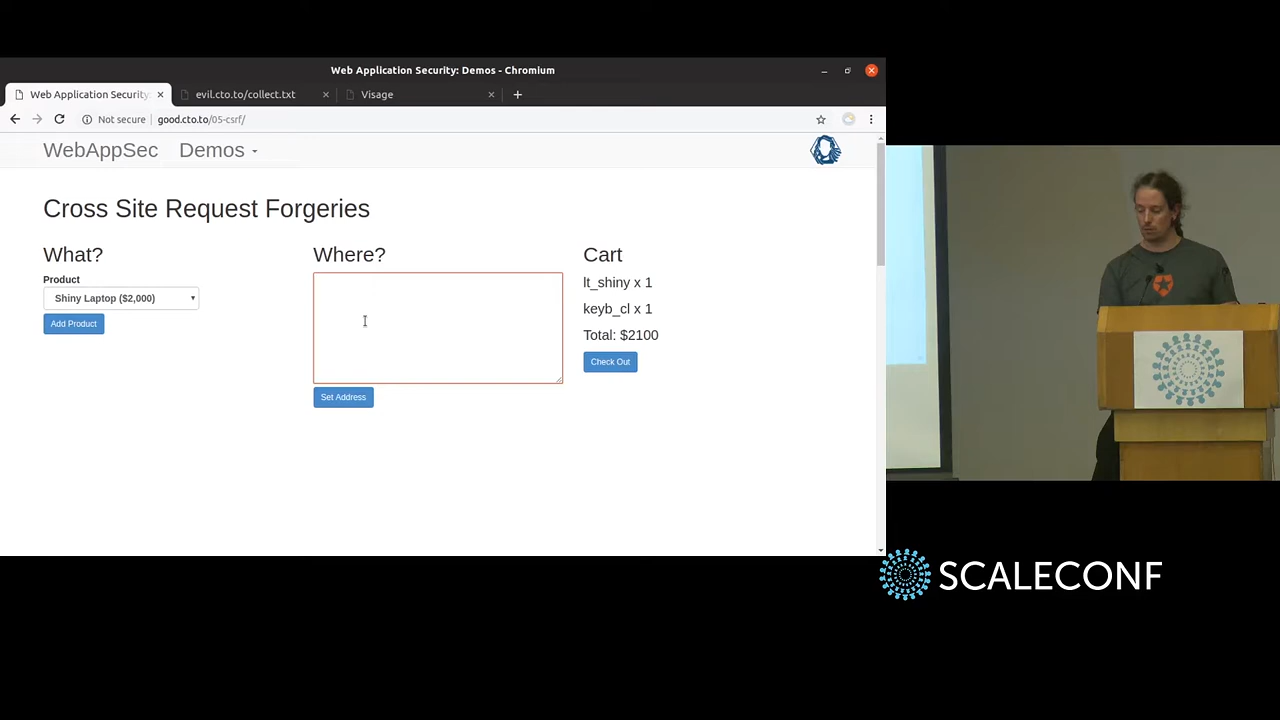 Web Application Security: Demos - Chromium
Web Application Security:
evil.cto.to/collect.txt
Visage
Not secure
good.cto.to/05-csrf/
WebAppSec
Demos
Cross Site Request Forgeries
What?
Product
Shiny Laptop ($2,000)
Add Product
Where?
Set Address
Cart
lt_shiny x 1
keyb_cl x 1
Total: $2100
Check Out
SCALECONF